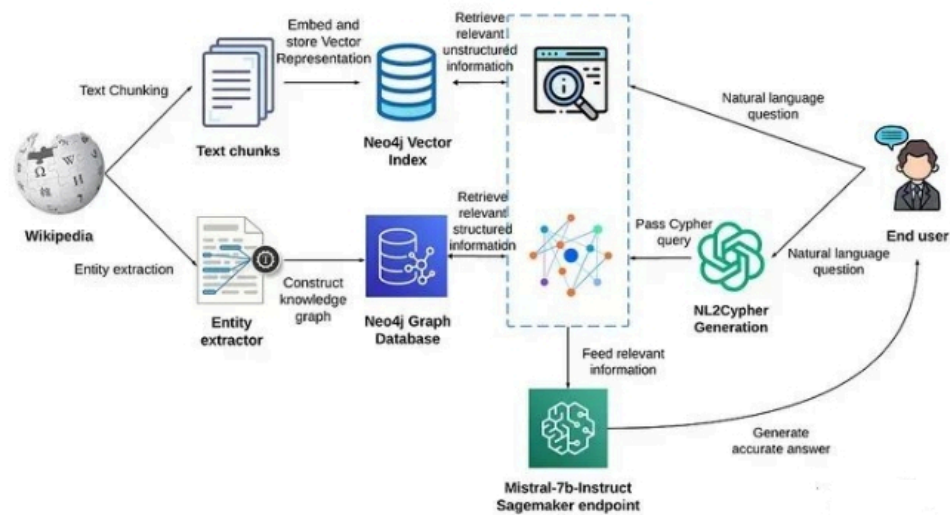 Embed and
store Vector
Representation
Retrieve
relevant
unstructured
information
Text Chunking
Natural language
question
Text chunks
Neo4j Vector
Index
Wikipedia
Entity extraction
Retrieve
relevant
structured
information
Pass Cypher
query
End user
Construct
knowledge
graph
Natural language
question
Entity
extractor
Neo4j Graph
Database
NL2Cypher
Generation
Feed relevant
information
Generate
accurate answer
Mistral-7b-Instruct
Sagemaker endpoint